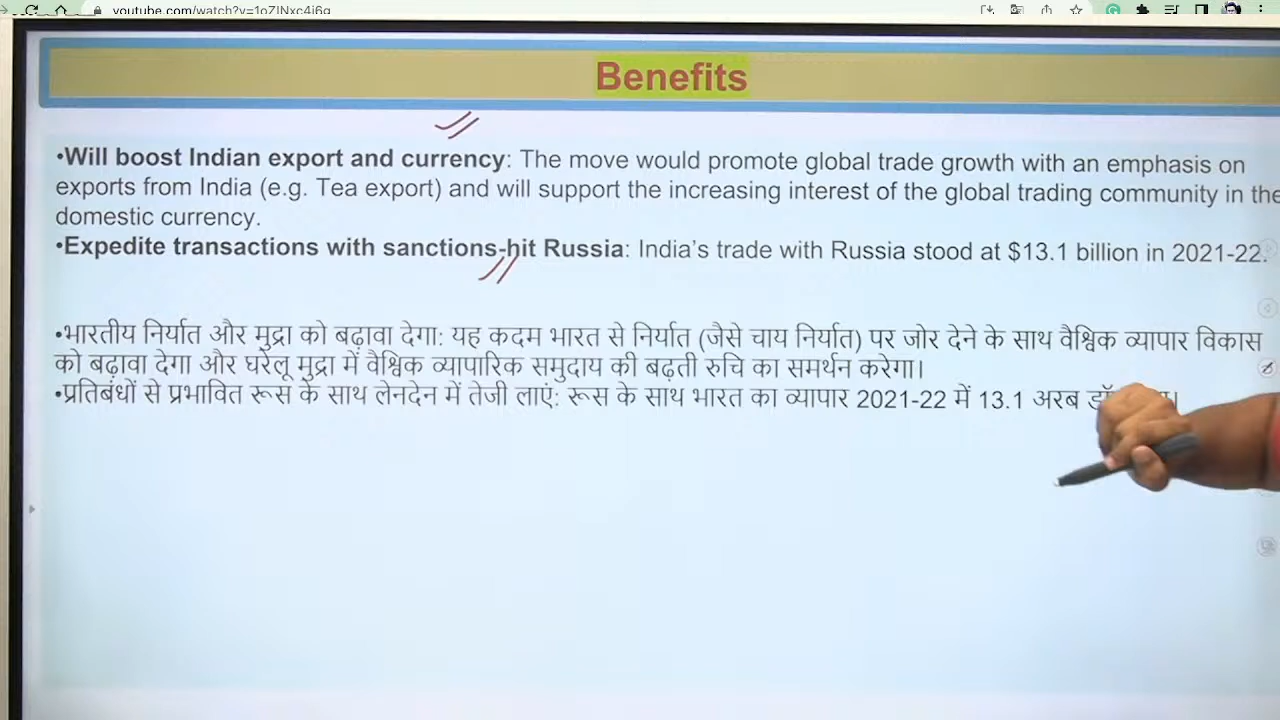 Benefits
•Will boost Indian export and currency: The move would promote global trade growth with an emphasis on
exports from India (e.g. Tea export) and will support the increasing interest of the global trading community in the
domestic currency.
•Expedite transactions with sanctions-hit Russia: India's trade with Russia stood at $13.1 billion in 2021-22.
•भारतीय निर्यात और मुद्रा को बढ़ावा देगा: यह कदम भारत से निर्यात (जैसे चाय निर्यात) पर जोर देने के साथ वैश्विक व्यापार विकास
को बढ़ावा देगा और घरेलू मुद्रा में वैश्विक व्यापारिक समुदाय की बढ़ती रुचि का समर्थन करेगा।
•प्रतिबंधों से प्रभावित रूस के साथ लेनदेन में तेजी लाएं: रूस के साथ भारत का व्यापार 2021-22 में 13.1 अरब